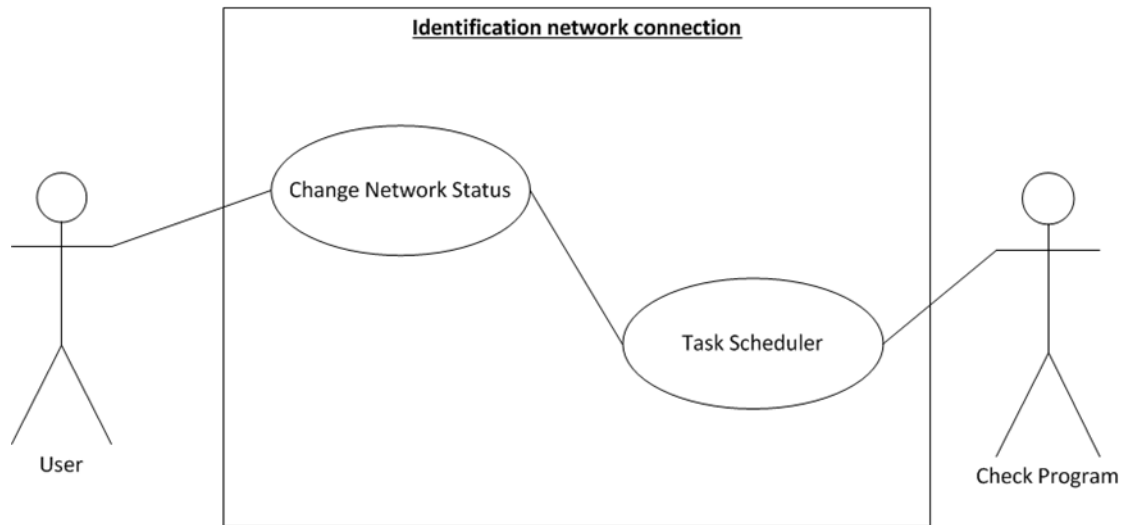 Identification network connection
Change Network Status
Task Scheduler
User
Check Program